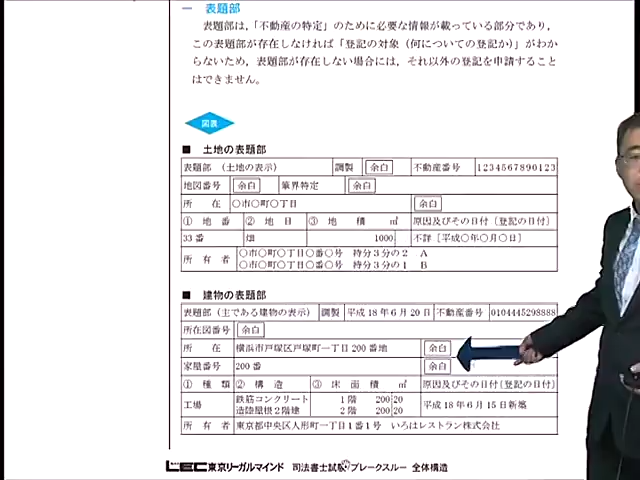 一 表題部
表題部は，「不動産の特定」のために必要な情報が載っている部分であり，
この表題部が存在しなければ「登記の対象（何についての登記か）」がわか
らないため，表題部が存在しない場合には，それ以外の登記を申請すること
はできません。
図表
■ 土地の表題部
表題部（土地の表示） 調製 余白 不動産番号 1234567890123
地図番号 余白 筆界特定 余白
所 在 〇市〇町〇丁目 余白
① 地 番 ② 地 目 ③ 地 積 ㎡ 原因及びその日付〔登記の日付〕
33番 畑 1000 不詳〔平成〇年〇月〇日〕
所 有 者 〇市〇町〇丁目〇番〇号 持分3分の2 A
〇市〇町〇丁目〇番〇号 持分3分の1 B
■ 建物の表題部
表題部（主である建物の表示） 調製 平成18年6月20日 不動産番号 0104445298888
所在図番号 余白
所 在 横浜市戸塚区戸塚町一丁目200番地 余白
家屋番号 200番 余白
① 種類 ② 構造 ③ 床面積 ㎡ 原因及びその日付〔登記の日付〕
工場 鉄筋コンクリート 1階 200 20 平成18年6月15日新築
造陸屋根2階建 2階 200 20
所 有 者 東京都中央区人形町一丁目1番1号 いろはレストラン株式会社
LEC東京リーガルマインド 司法書士試験 ブレークスルー 全体構造